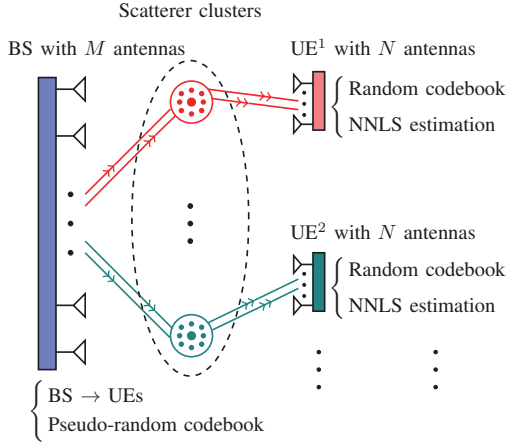 Scatterer clusters
BS with M antennas
UE¹ with N antennas
Random codebook
NNLS estimation
UE² with N antennas
Random codebook
NNLS estimation
BS → UEs
Pseudo-random codebook